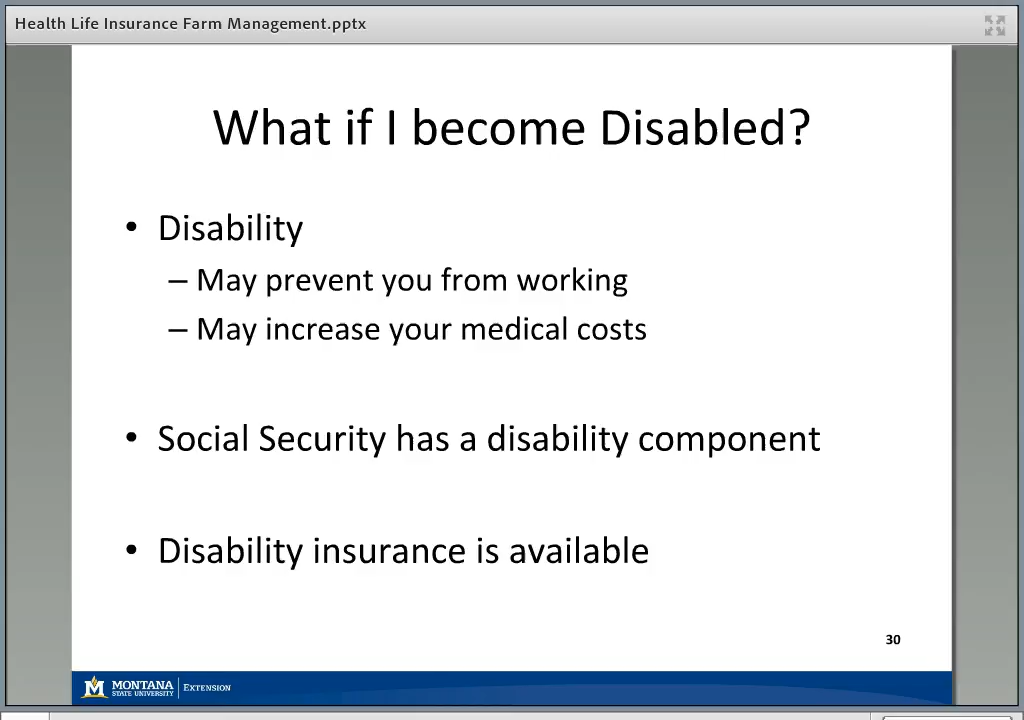 Health Life Insurance Farm Management.pptx
What if I become Disabled?
• Disability
– May prevent you from working
– May increase your medical costs
• Social Security has a disability component
• Disability insurance is available
30
MONTANA
STATE UNIVERSITY
EXTENSION